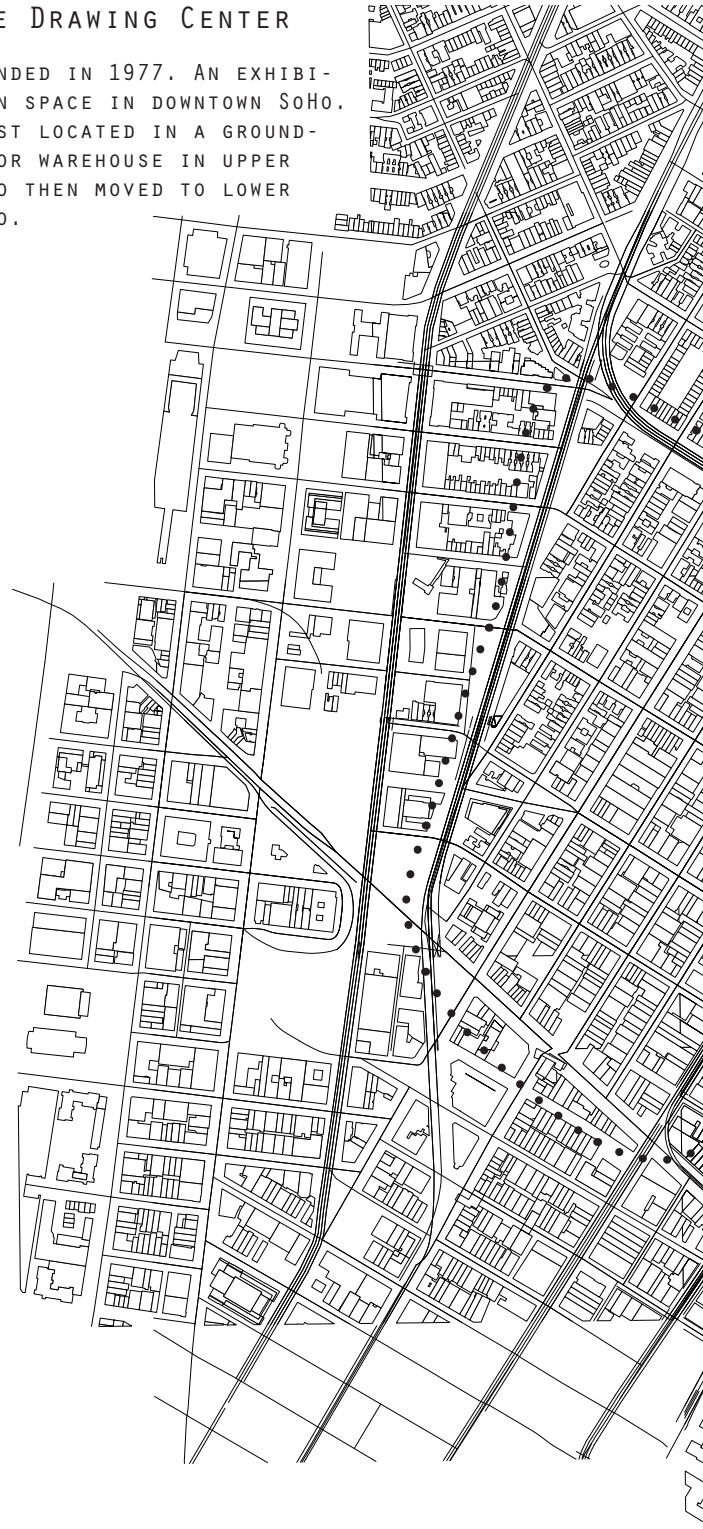 E DRAWING CENTER
NDED IN 1977. AN EXHIBI-
N SPACE IN DOWNTOWN SOHO.
ST LOCATED IN A GROUND-
OR WAREHOUSE IN UPPER
O THEN MOVED TO LOWER
O.